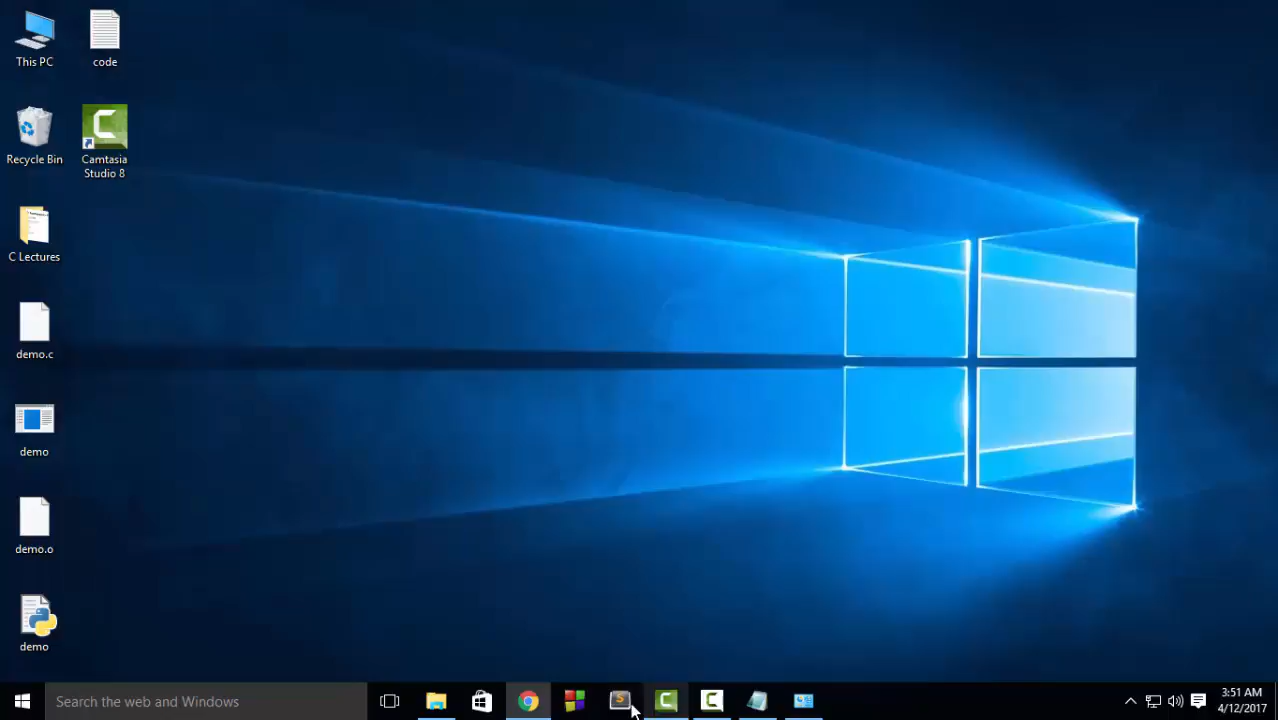 This PC
code
Recycle Bin
Camtasia
Studio 8
C Lectures
demo.c
demo
demo.o
demo
Search the web and Windows
3:51 AM
4/12/2017